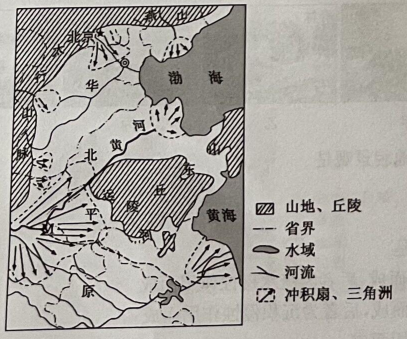 燕山
北京
太行山脉
渤海
华北平原
黄河
山东丘陵
运河
黄海
山地、丘陵
省界
水域
河流
冲积扇、三角洲